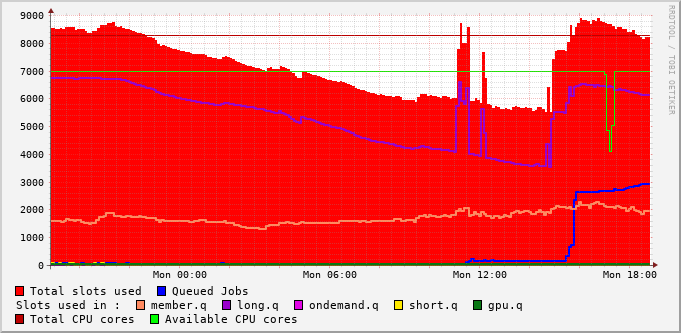 9000
8000
7000
6000
5000
4000
3000
2000
1000
0
Mon 00:00 Mon 06:00 Mon 12:00 Mon 18:00
RRDTOOL / TOBI OETIKER
Total slots used Queued Jobs
Slots used in : member.q long.q ondemand.q short.q gpu.q
Total CPU cores Available CPU cores